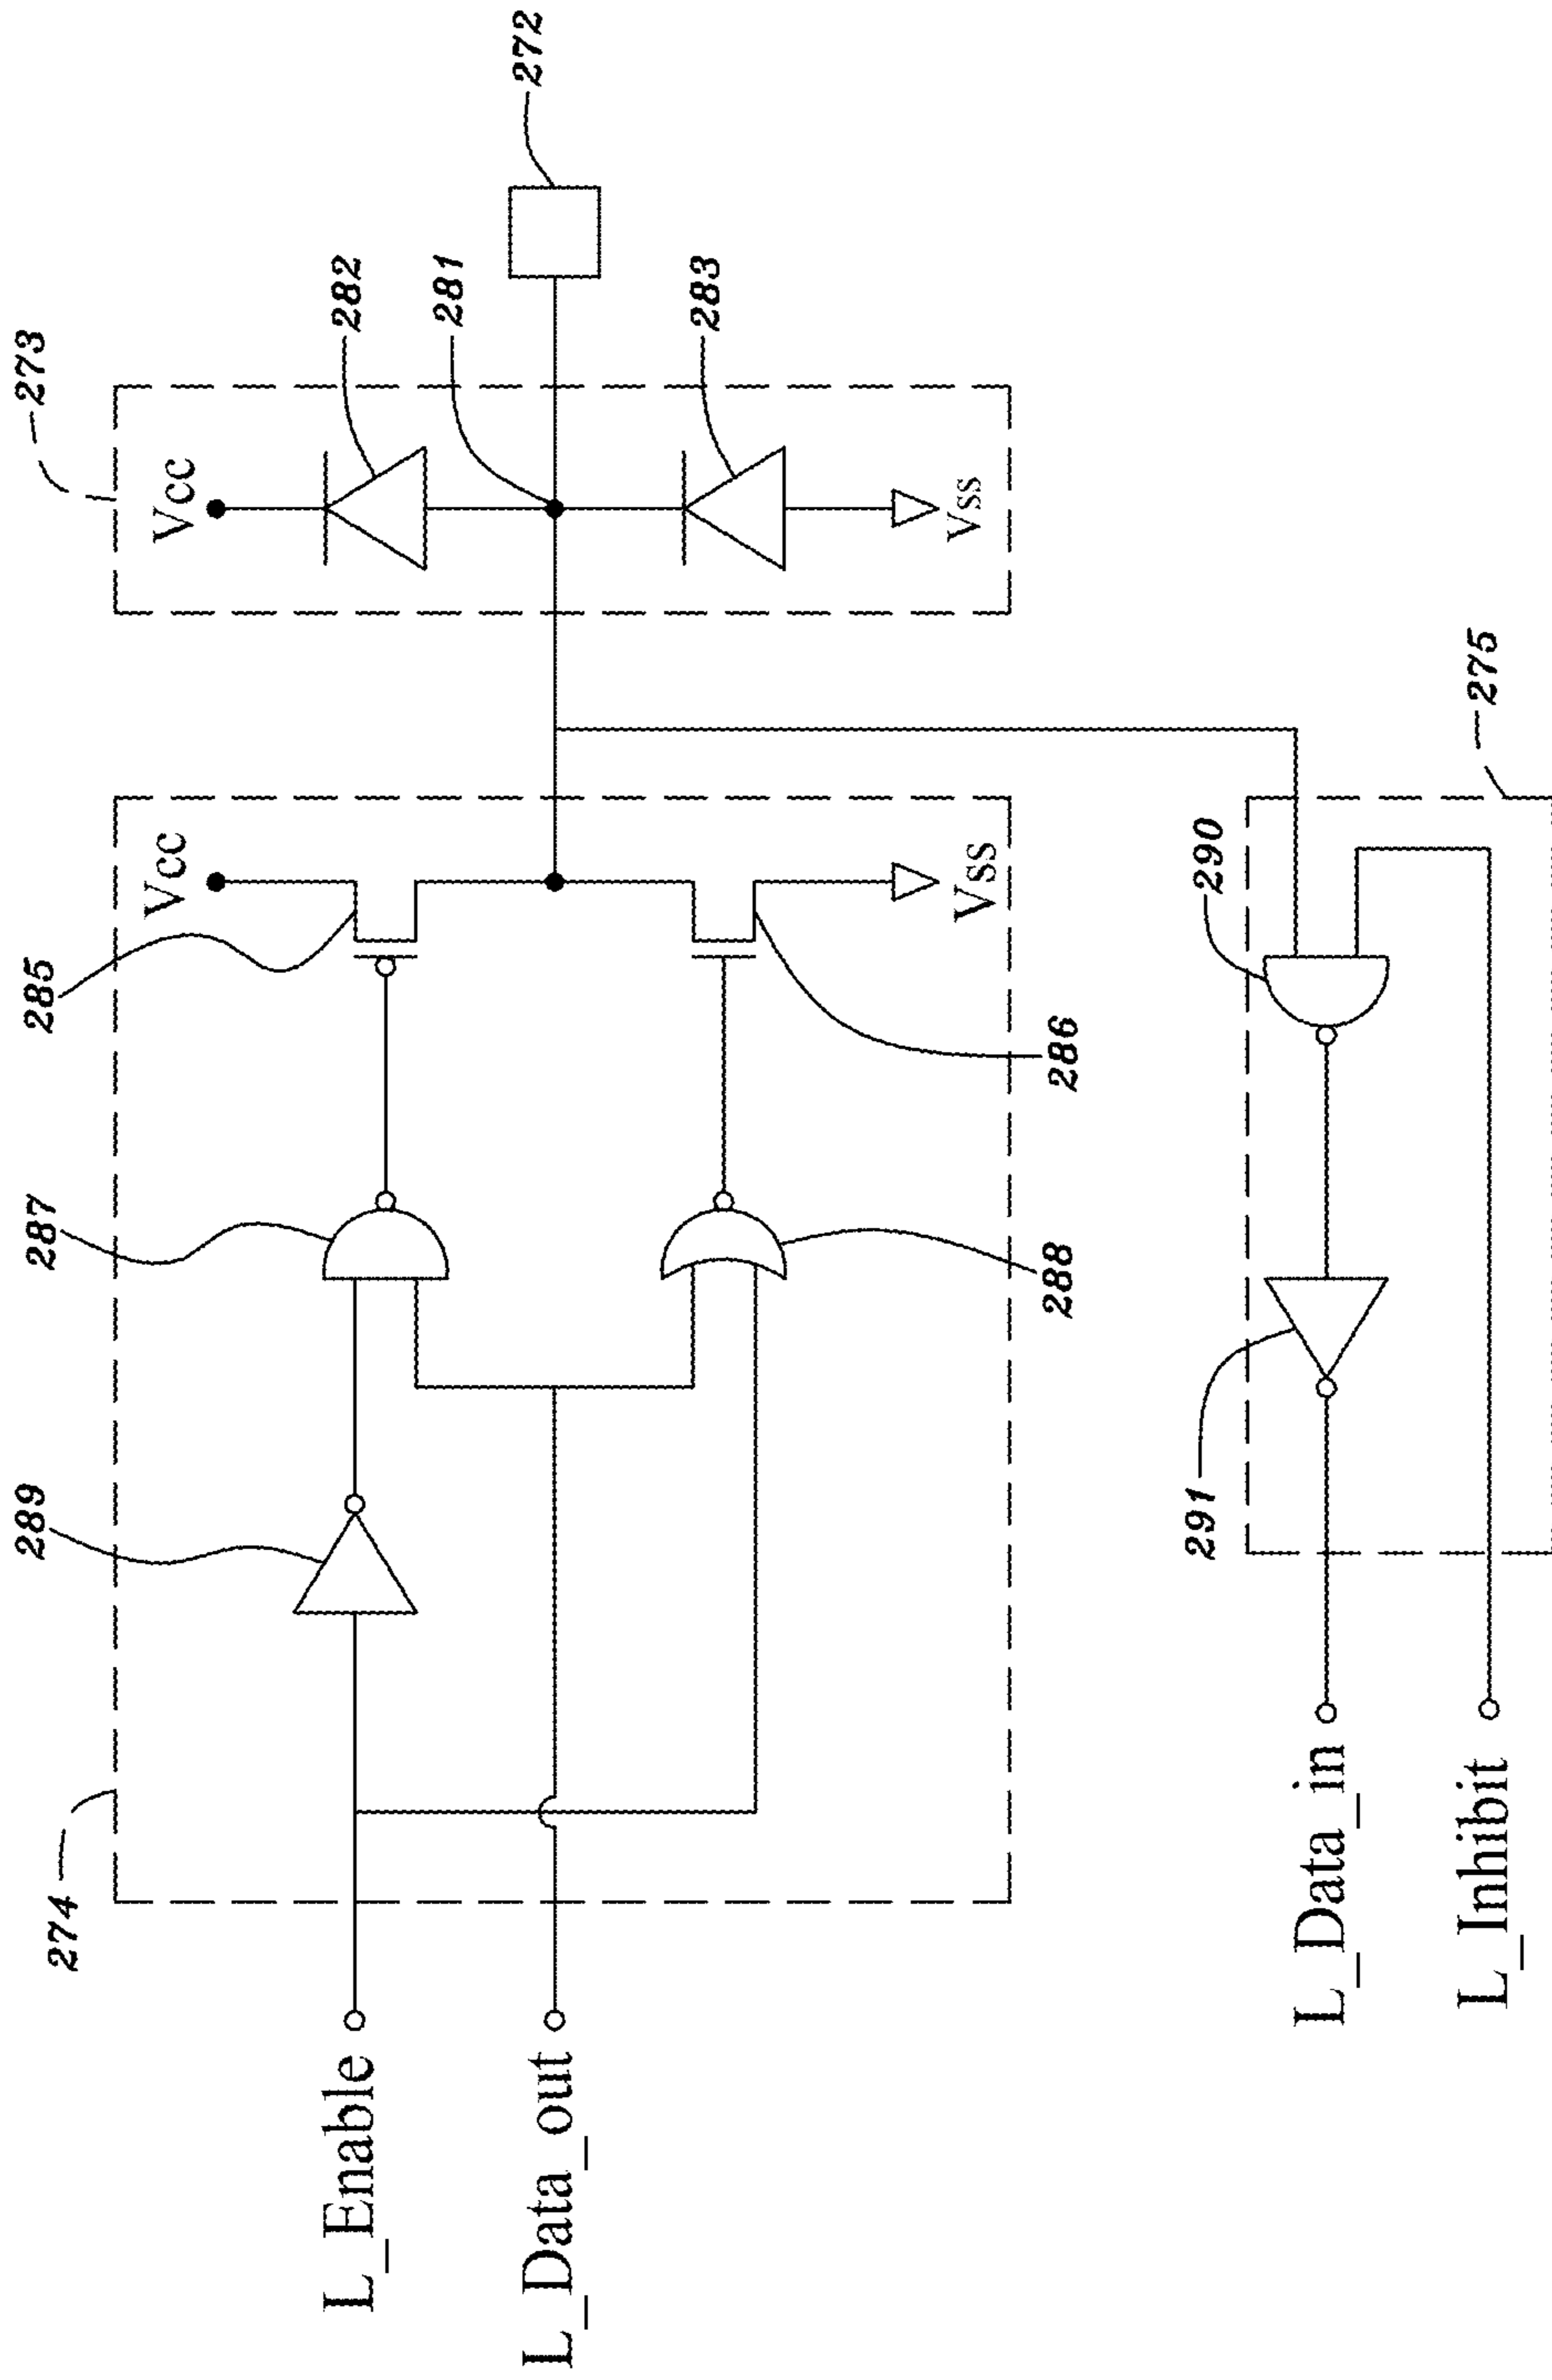 274
289
287
285
Vcc
273
Vcc
282
281
272
283
Vss
Vss
286
288
L_Enable
L_Data_out
291
290
275
L_Data_in
L_Inhibit